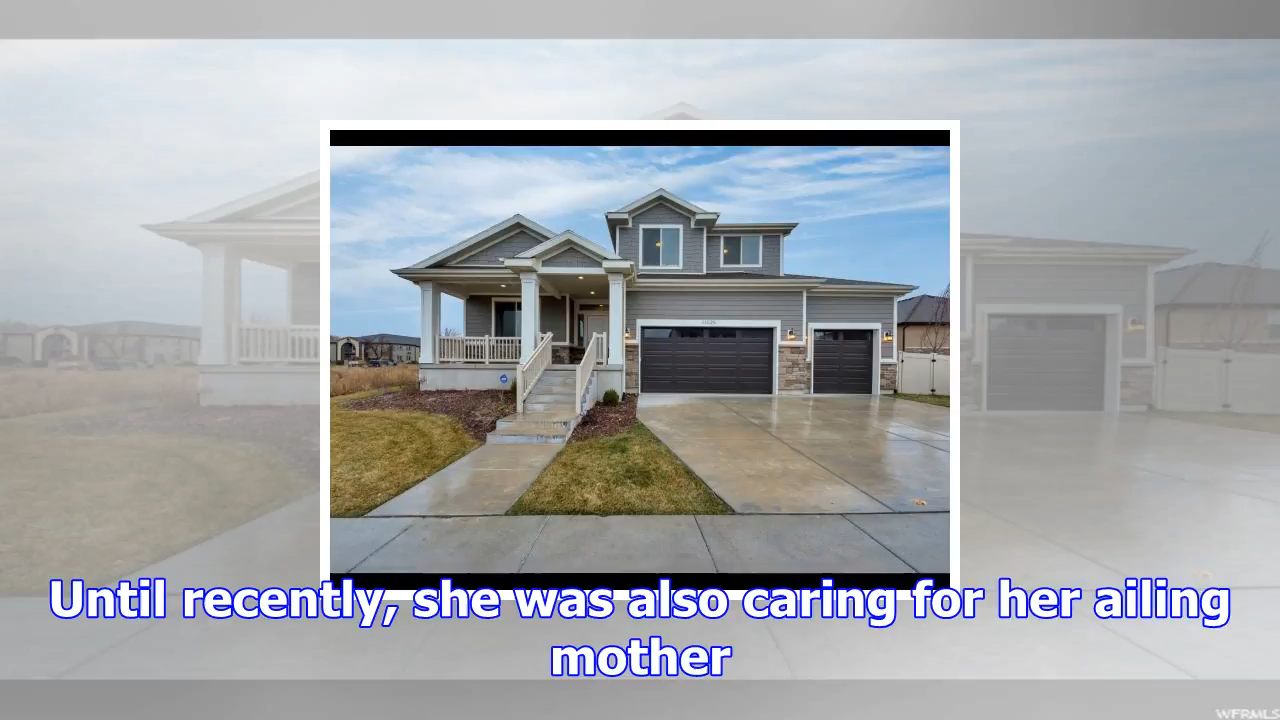 Until recently, she was also caring for her ailing
mother
WFRMLS